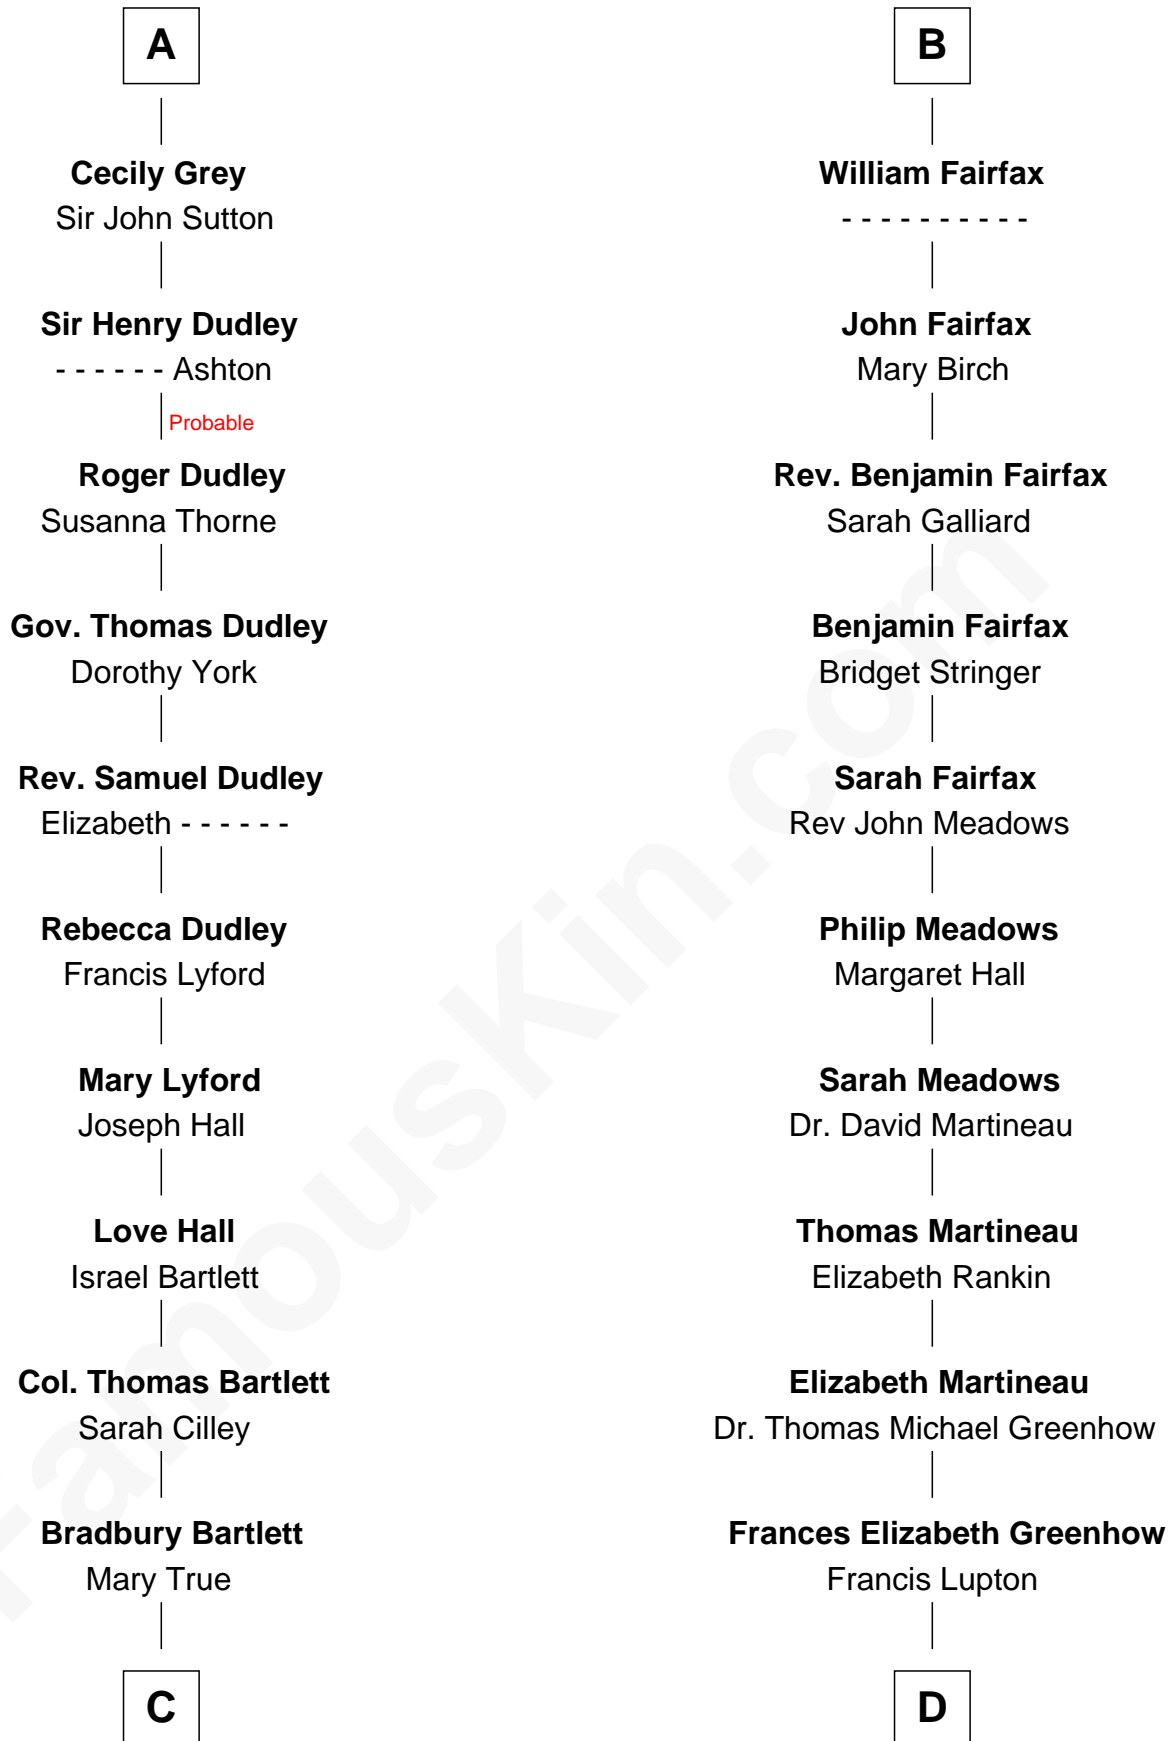 A
Cecily Grey
Sir John Sutton
Sir Henry Dudley
- - - - - - Ashton
Probable
Roger Dudley
Susanna Thorne
Gov. Thomas Dudley
Dorothy York
Rev. Samuel Dudley
Elizabeth - - - - - -
Rebecca Dudley
Francis Lyford
Mary Lyford
Joseph Hall
Love Hall
Israel Bartlett
Col. Thomas Bartlett
Sarah Cilley
Bradbury Bartlett
Mary True
C
B
William Fairfax
- - - - - - - - - -
John Fairfax
Mary Birch
Rev. Benjamin Fairfax
Sarah Galliard
Benjamin Fairfax
Bridget Stringer
Sarah Fairfax
Rev John Meadows
Philip Meadows
Margaret Hall
Sarah Meadows
Dr. David Martineau
Thomas Martineau
Elizabeth Rankin
Elizabeth Martineau
Dr. Thomas Michael Greenhow
Frances Elizabeth Greenhow
Francis Lupton
D
FamousKin.com